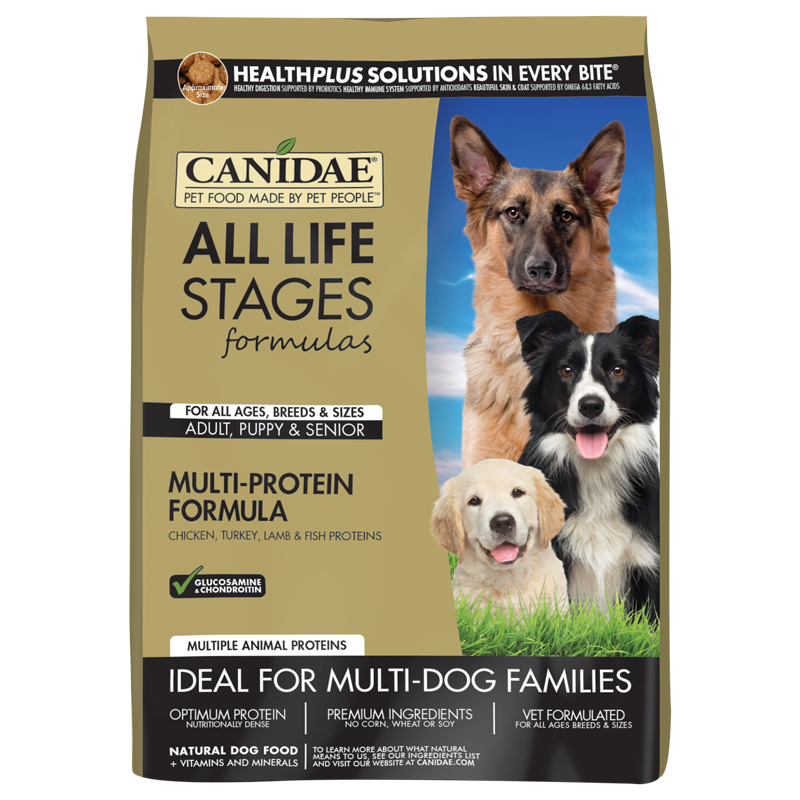 Approximate
Size
HEALTHPLUS SOLUTIONS IN EVERY BITE®
HEALTHY DIGESTION SUPPORTED BY PROBIOTICS HEALTHY IMMUNE SYSTEM SUPPORTED BY ANTIOXIDANTS BEAUTIFUL SKIN & COAT SUPPORTED BY OMEGA 6&3 FATTY ACIDS
CANIDAE®
PET FOOD MADE BY PET PEOPLE™
ALL LIFE
STAGES
formulas
FOR ALL AGES, BREEDS & SIZES
ADULT, PUPPY & SENIOR
MULTI-PROTEIN
FORMULA
CHICKEN, TURKEY, LAMB & FISH PROTEINS
GLUCOSAMINE
& CHONDROITIN
MULTIPLE ANIMAL PROTEINS
IDEAL FOR MULTI-DOG FAMILIES
OPTIMUM PROTEIN
NUTRITIONALLY DENSE
PREMIUM INGREDIENTS
NO CORN, WHEAT OR SOY
VET FORMULATED
FOR ALL AGES BREEDS & SIZES
NATURAL DOG FOOD
+ VITAMINS AND MINERALS
TO LEARN MORE ABOUT WHAT NATURAL
MEANS TO US, SEE OUR INGREDIENTS LIST
AND VISIT OUR WEBSITE AT CANIDAE.COM